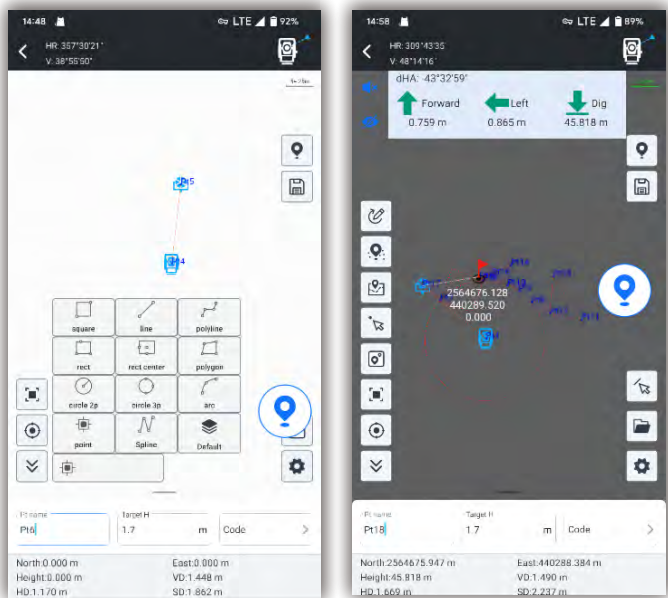 14:48
LTE 92%
HR: 357°30'21"
V: 38°55'50"
Pt5
square
line
polyline
rect
rect center
polygon
circle 2p
circle 3p
arc
point
Spline
Default
Pt name
Pt6
Target H
1.7 m
Code
North:0.000 m East:0.000 m
Height:0.000 m VD:1.448 m
HD:1.170 m SD:1.862 m
14:58
LTE 89%
HR: 309°43'35
V: 48°14'16
dHA: -43°32'59"
Forward
0.759 m
Left
0.865 m
Dig
45.818 m
2564676.128
440289.520
0.000
Pt name
Pt18
Target H
1.7 m
Code
North:2564675.947 m East:440288.384 m
Height:45.818 m VD:1.490 m
HD:1.669 m SD:2.237 m